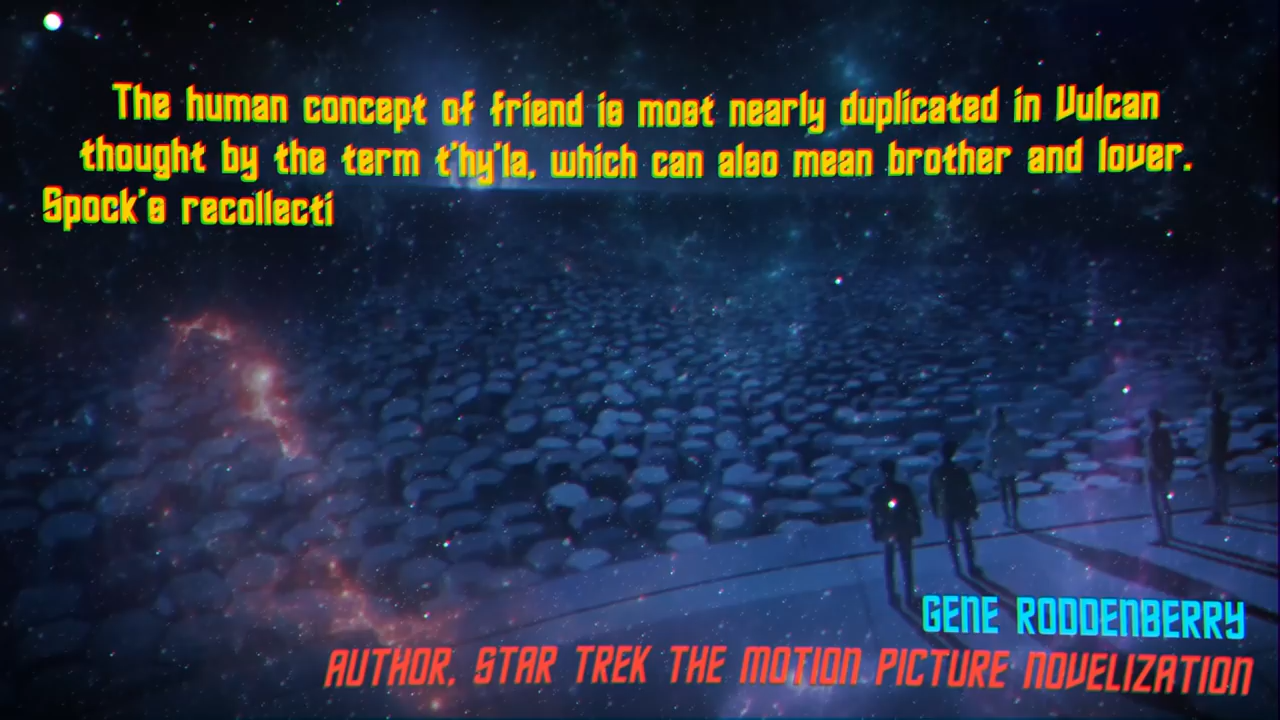 The human concept of friend is most nearly duplicated in Vulcan
thought by the term t'hy'la, which can also mean brother and lover.
Spock's recollecti
GENE RODDENBERRY
AUTHOR, STAR TREK THE MOTION PICTURE NOVELIZATION